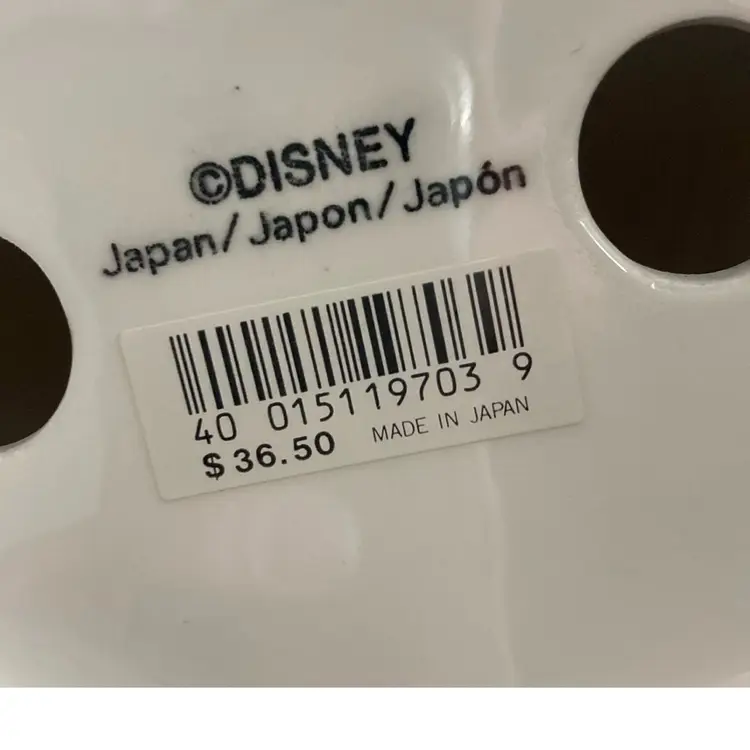 ©DISNEY
Japan/Japon/Japón
40 015119703 9
$36.50 MADE IN JAPAN